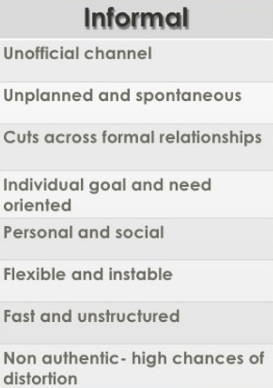 Informal
Unofficial channel
Unplanned and spontaneous
Cuts across formal relationships
Individual goal and need
oriented
Personal and social
Flexible and instable
Fast and unstructured
Non authentic- high chances of
distortion